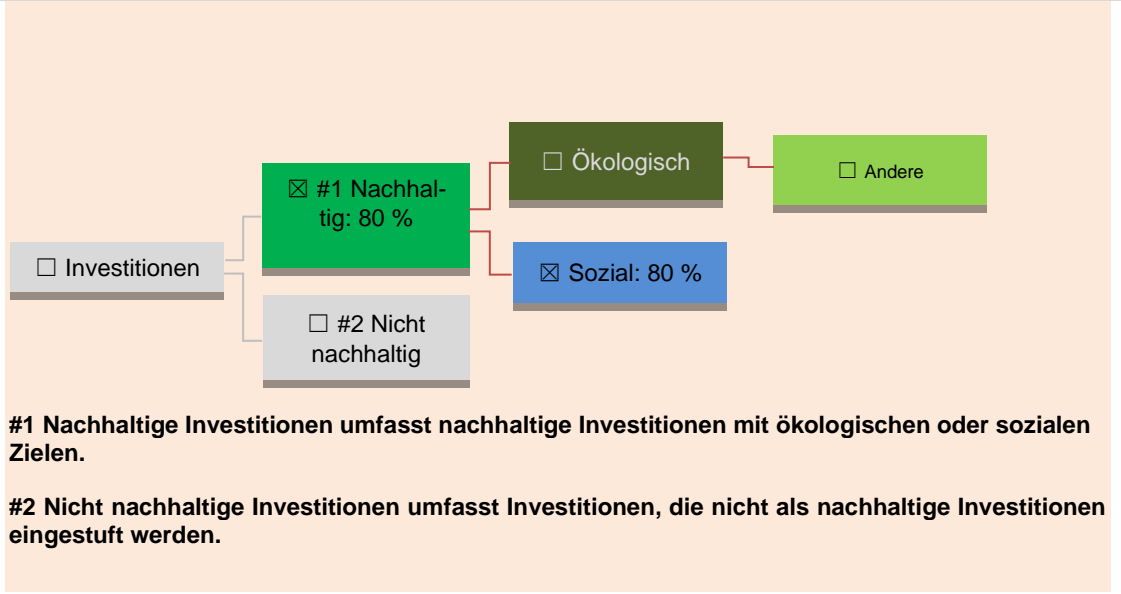 ☐ Ökologisch
☐ Andere
☒ #1 Nachhal-
tig: 80 %
☐ Investitionen
☒ Sozial: 80 %
☐ #2 Nicht
nachhaltig
#1 Nachhaltige Investitionen umfasst nachhaltige Investitionen mit ökologischen oder sozialen
Zielen.
#2 Nicht nachhaltige Investitionen umfasst Investitionen, die nicht als nachhaltige Investitionen
eingestuft werden.